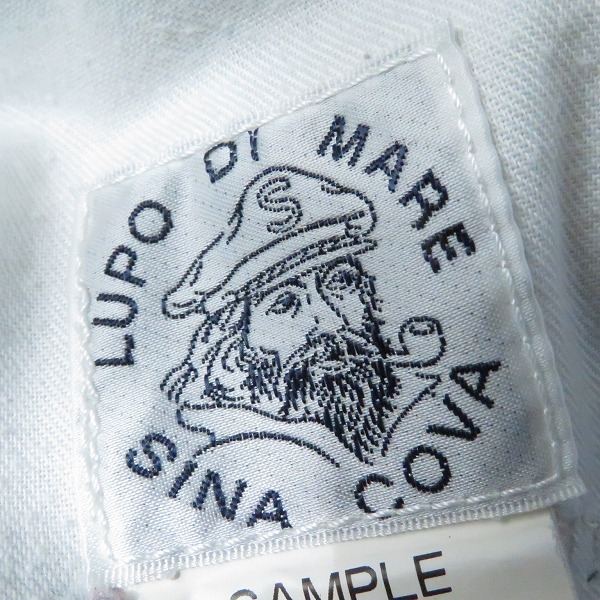 LUPO DI MARE
S
SINA COVA
SAMPLE